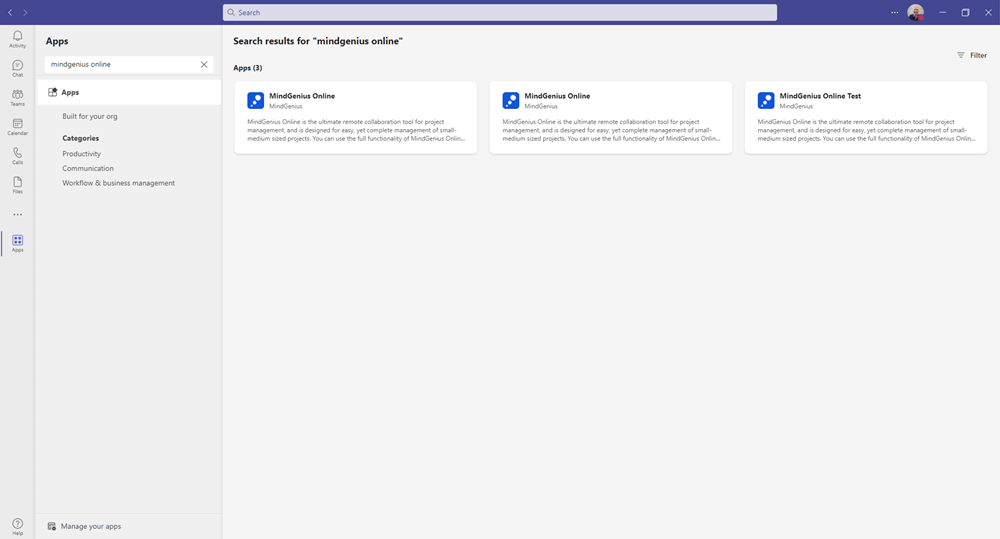 Search
Activity
Chat
Teams
Calendar
Calls
Files
Apps
Help
Apps
mindgenius online
Apps
Built for your org
Categories
Productivity
Communication
Workflow & business management
Manage your apps
Search results for "mindgenius online"
Filter
Apps (3)
MindGenius Online
MindGenius
MindGenius Online is the ultimate remote collaboration tool for project
management, and is designed for easy, yet complete management of small-
medium sized projects. You can use the full functionality of MindGenius Onlin...
MindGenius Online
MindGenius
MindGenius Online is the ultimate remote collaboration tool for project
management, and is designed for easy, yet complete management of small-
medium sized projects. You can use the full functionality of MindGenius Onlin...
MindGenius Online Test
MindGenius
MindGenius Online is the ultimate remote collaboration tool for project
management, and is designed for easy, yet complete management of small-
medium sized projects. You can use the full functionality of MindGenius Onlin...